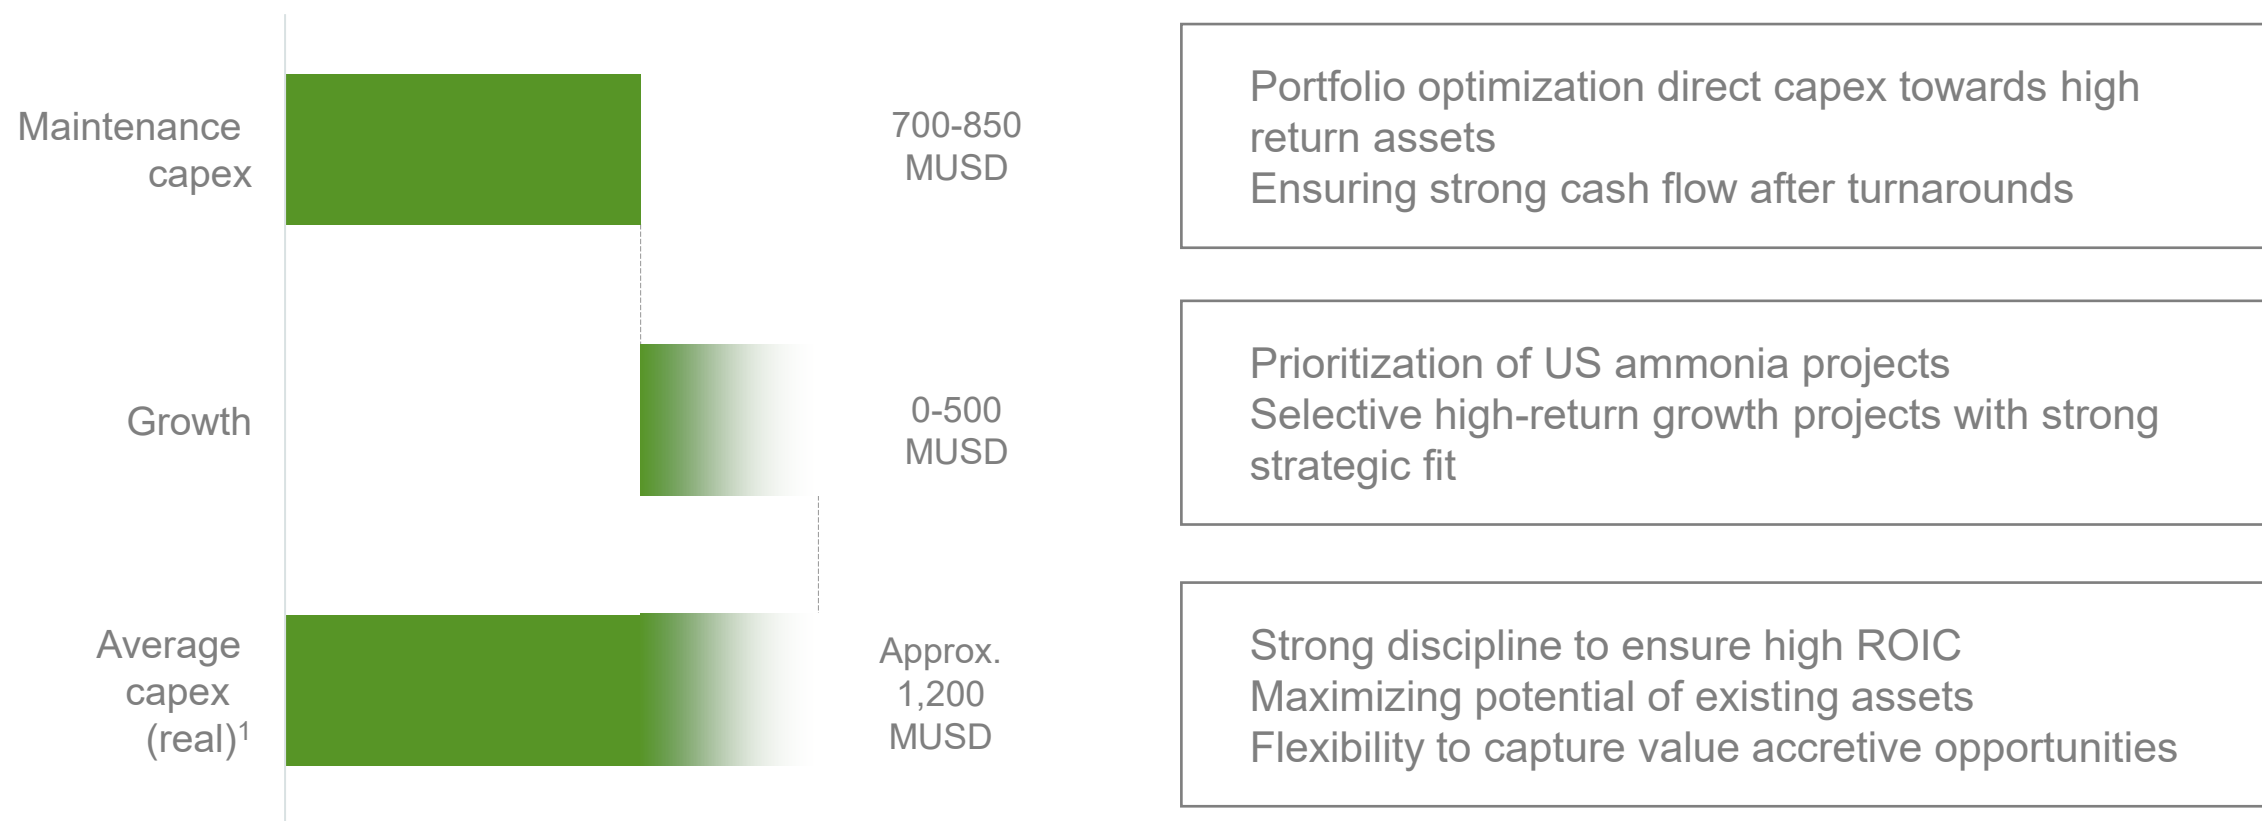 Maintenance
capex
700-850
MUSD
Portfolio optimization direct capex towards high
return assets
Ensuring strong cash flow after turnarounds
Growth
0-500
MUSD
Prioritization of US ammonia projects
Selective high-return growth projects with strong
strategic fit
Average
capex
(real)¹
Approx.
1,200
MUSD
Strong discipline to ensure high ROIC
Maximizing potential of existing assets
Flexibility to capture value accretive opportunities